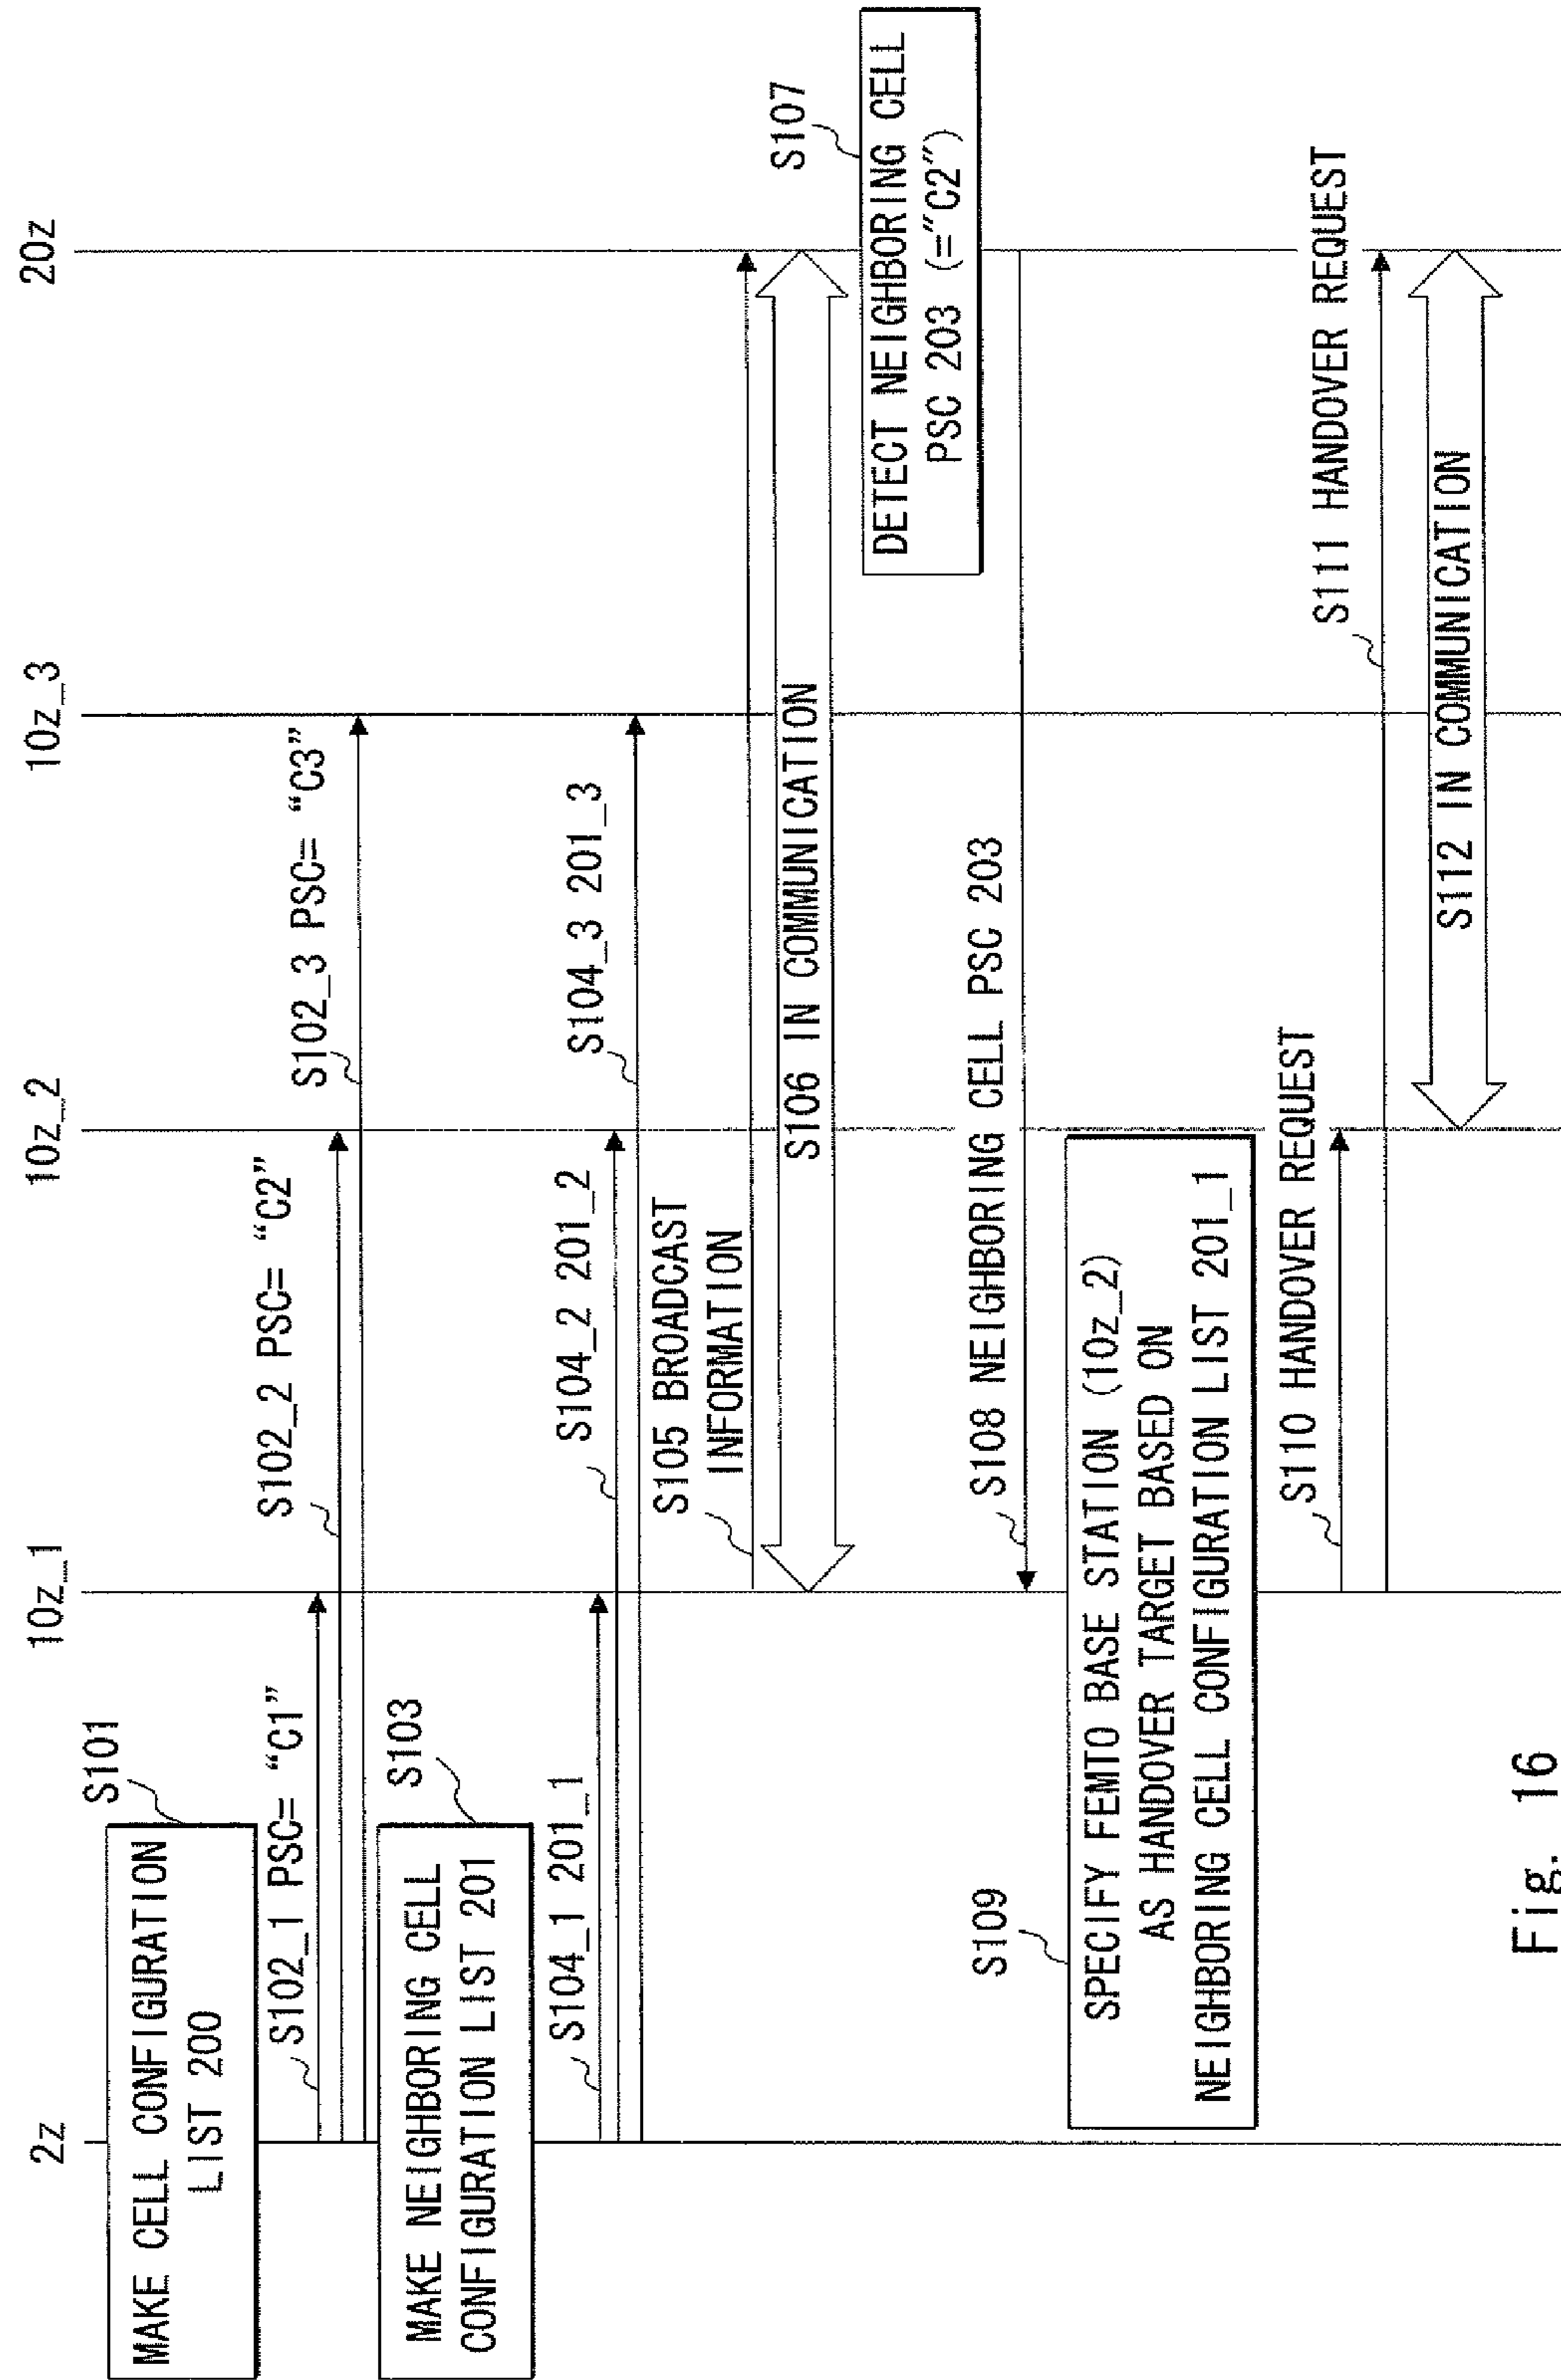 2z
10z_1
10z_2
10z_3
20z
MAKE CELL CONFIGURATION
LIST 200
S101
S102_1 PSC= “C1”
S102_2 PSC= “C2”
S102_3 PSC= “C3”
MAKE NEIGHBORING CELL
CONFIGURATION LIST 201
S103
S104_1 201_1
S104_2 201_2
S104_3 201_3
S105 BROADCAST
INFORMATION
S106 IN COMMUNICATION
S107
DETECT NEIGHBORING CELL
PSC 203 (=“C2”)
S108 NEIGHBORING CELL PSC 203
S109
SPECIFY FEMTO BASE STATION (10z_2)
AS HANDOVER TARGET BASED ON
NEIGHBORING CELL CONFIGURATION LIST 201_1
S110 HANDOVER REQUEST
S111 HANDOVER REQUEST
S112 IN COMMUNICATION
Fig. 16